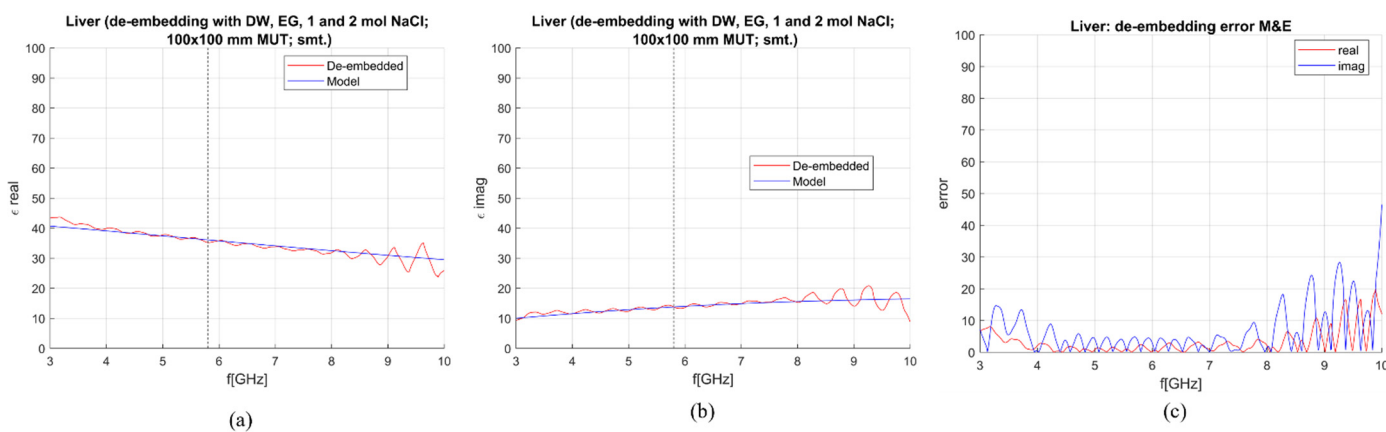 Liver (de-embedding with DW, EG, 1 and 2 mol NaCl;
100x100 mm MUT; smt.)
100
90
80
70
60
50
40
30
20
10
0
ϵ real
De-embedded
Model
3 4 5 6 7 8 9 10
f[GHz]
(a)
Liver (de-embedding with DW, EG, 1 and 2 mol NaCl;
100x100 mm MUT; smt.)
100
90
80
70
60
50
40
30
20
10
0
ϵ imag
De-embedded
Model
3 4 5 6 7 8 9 10
f[GHz]
(b)
Liver: de-embedding error M&E
100
90
80
70
60
50
40
30
20
10
0
error
real
imag
3 4 5 6 7 8 9 10
f[GHz]
(c)